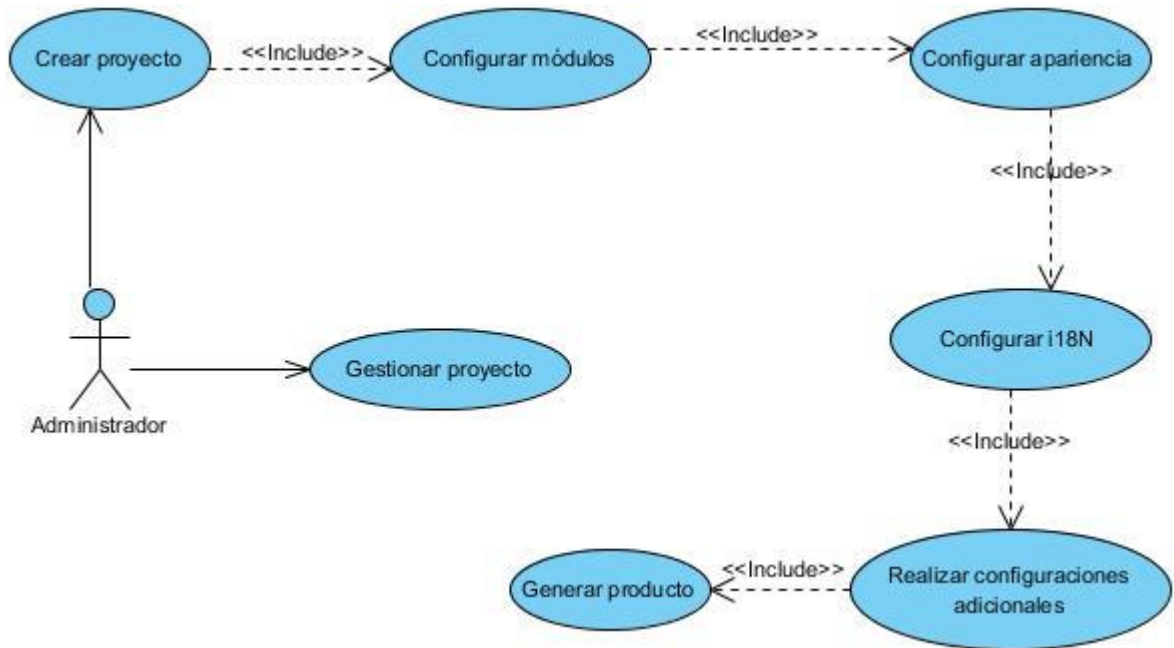 Crear proyecto
<<Include>>
Configurar módulos
<<Include>>
Configurar apariencia
<<Include>>
Configurar i18N
Gestionar proyecto
Administrador
<<Include>>
Realizar configuraciones
adicionales
<<Include>>
Generar producto